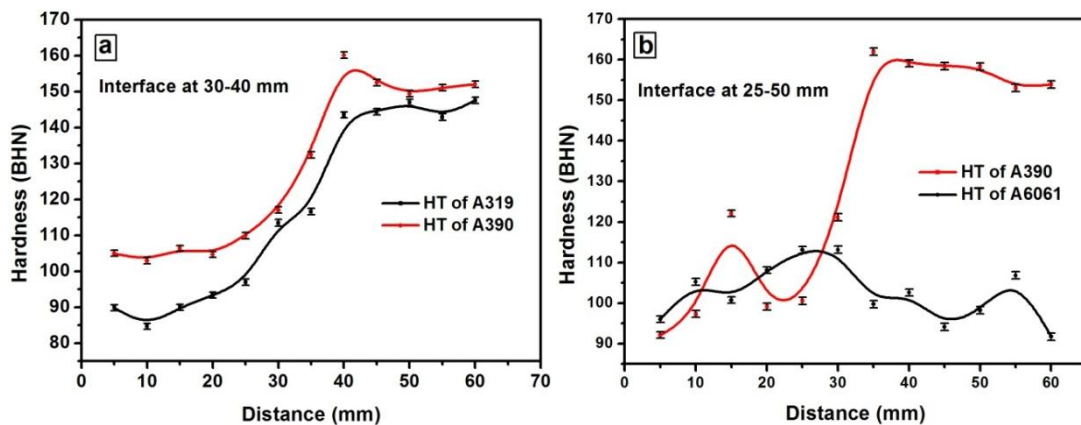 a
Interface at 30-40 mm
HT of A319
HT of A390
Hardness (BHN)
170
160
150
140
130
120
110
100
90
80
0 10 20 30 40 50 60 70
Distance (mm)
b
Interface at 25-50 mm
HT of A390
HT of A6061
Hardness (BHN)
170
160
150
140
130
120
110
100
90
0 10 20 30 40 50 60
Distance (mm)